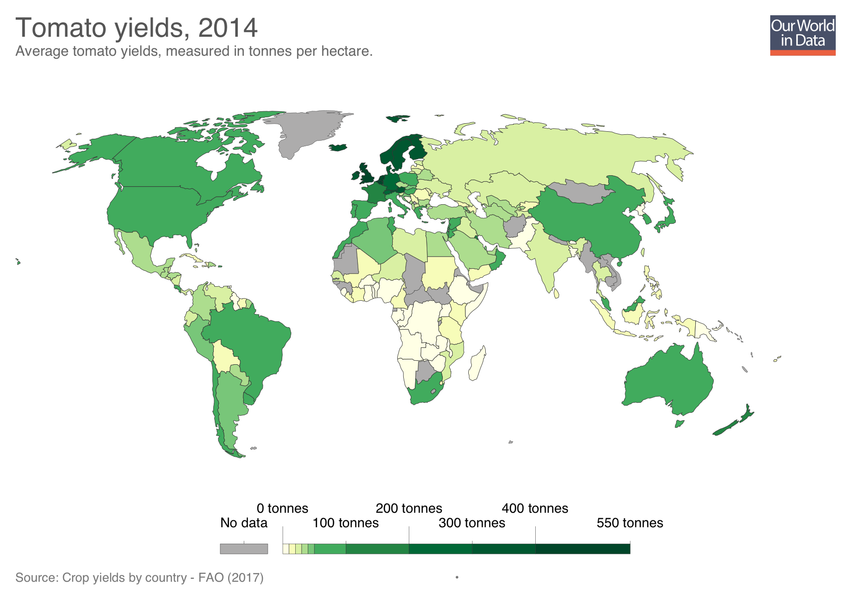 Tomato yields, 2014
Average tomato yields, measured in tonnes per hectare.
Our World
in Data
0 tonnes 200 tonnes 400 tonnes
No data 100 tonnes 300 tonnes 550 tonnes
Source: Crop yields by country - FAO (2017)